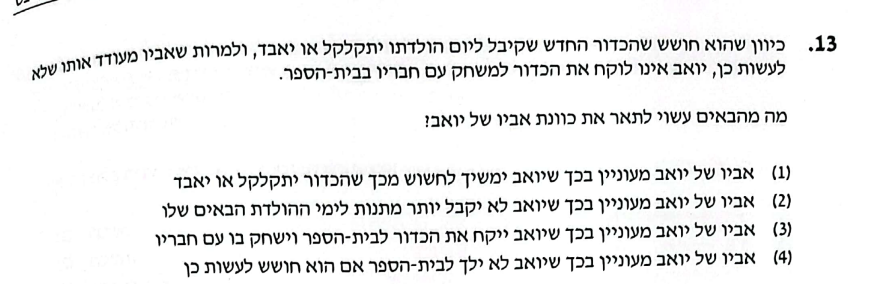 13. כיוון שהוא חושש שהכדור החדש שקיבל ליום הולדתו יתקלקל או יאבד, ולמרות שאביו מעודד אותו שלא
לעשות כן, יואב אינו לוקח את הכדור למשחק עם חבריו בבית-הספר.
מה מהבאים עשוי לתאר את כוונת אביו של יואב?
(1) אביו של יואב מעוניין בכך שיואב ימשיך לחשוש מכך שהכדור יתקלקל או יאבד
(2) אביו של יואב מעוניין בכך שיואב לא יקבל יותר מתנות לימי ההולדת הבאים שלו
(3) אביו של יואב מעוניין בכך שיואב ייקח את הכדור לבית-הספר וישחק בו עם חבריו
(4) אביו של יואב מעוניין בכך שיואב לא ילך לבית-הספר אם הוא חושש לעשות כן